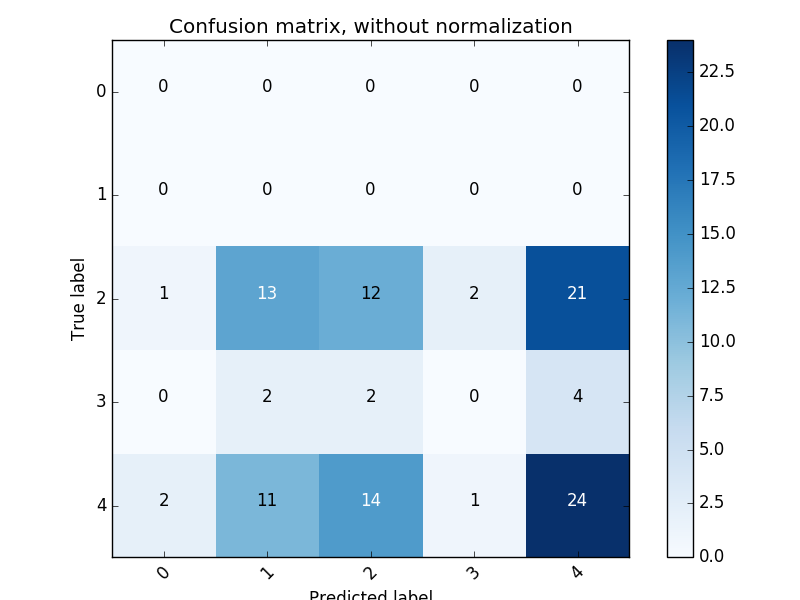 Confusion matrix, without normalization
0 0 0 0 0 0
1 0 0 0 0 0
2 1 13 12 2 21
3 0 2 2 0 4
4 2 11 14 1 24
True label
0 1 2 3 4
Predicted label
22.5
20.0
17.5
15.0
12.5
10.0
7.5
5.0
2.5
0.0